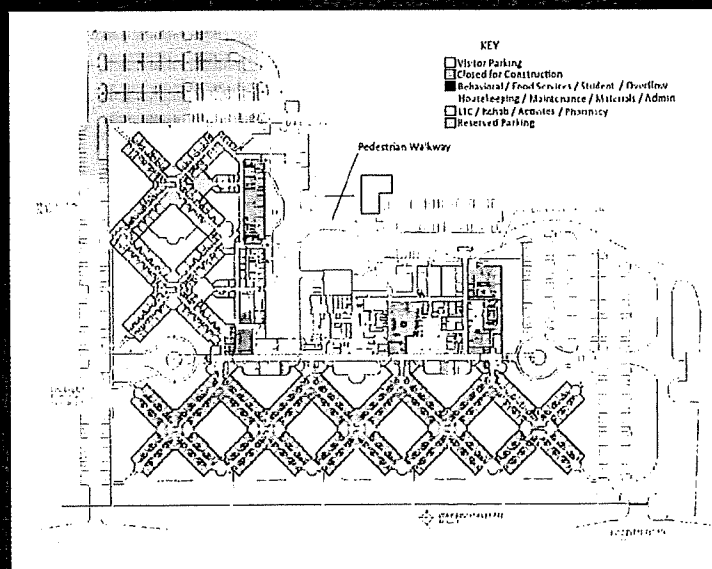 KEY
Visitor Parking
Closed for Construction
Behavioral / Food Services / Student / Overflow
Housekeeping / Maintenance / Materials / Admin
LTC / Rehab / Activities / Pharmacy
Reserved Parking
Pedestrian Walkway